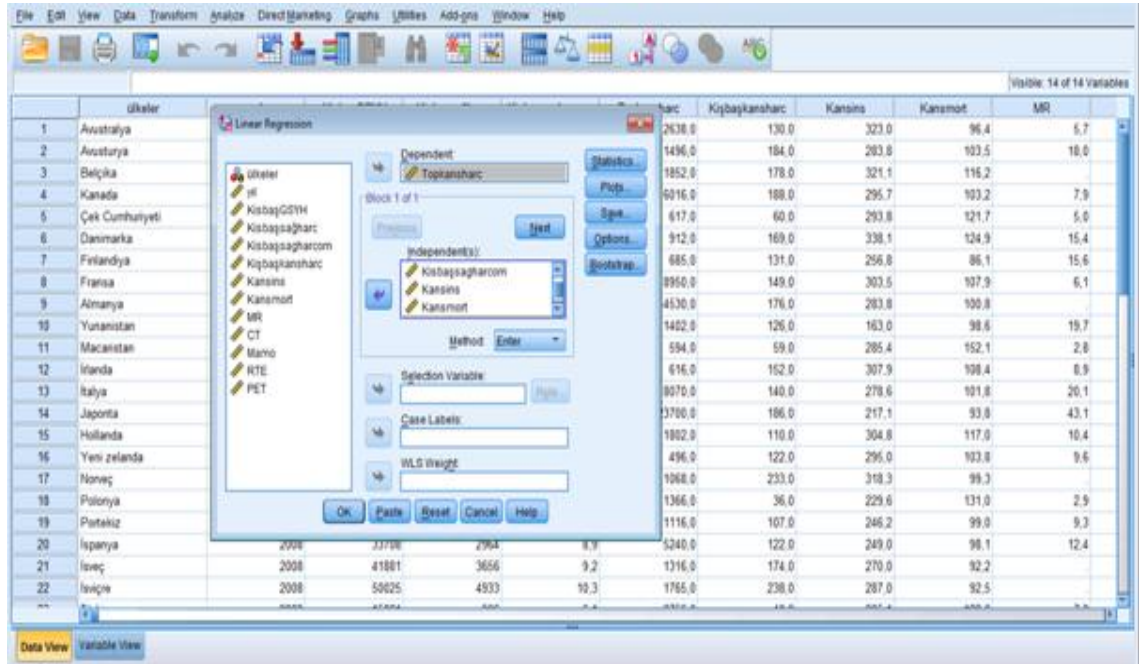 File Edit View Data Transform Analyze Direct Marketing Graphs Utilities Add-ons Window Help
Visible: 14 of 14 Variables
ülkeler Kişbaşkansharc Kansins Kansmort MR
1 Avustralya 2638,0 130,0 323,0 96,4 5,7
2 Avusturya 1496,0 184,0 283,8 103,5 18,0
3 Belçika 1852,0 178,0 321,1 116,2
4 Kanada 6016,0 188,0 295,7 103,2 7,9
5 Çek Cumhuriyeti 617,0 60,0 293,8 121,7 5,0
6 Danimarka 912,0 169,0 338,1 124,9 15,4
7 Finlandiya 685,0 131,0 256,8 86,1 15,6
8 Fransa 8950,0 149,0 303,5 107,9 6,1
9 Almanya 4530,0 176,0 283,8 100,8
10 Yunanistan 1402,0 126,0 163,0 98,6 19,7
11 Macaristan 594,0 59,0 285,4 152,1 2,8
12 İrlanda 616,0 152,0 307,9 108,4 8,9
13 İtalya 8070,0 140,0 278,6 101,8 20,1
14 Japonta 3700,0 186,0 217,1 93,8 43,1
15 Hollanda 1802,0 110,0 304,8 117,0 10,4
16 Yeni zelanda 496,0 122,0 295,0 103,8 9,6
17 Norveç 1068,0 233,0 318,3 99,3
18 Polonya 1366,0 36,0 229,6 131,0 2,9
19 Portekiz 1116,0 107,0 246,2 99,0 9,3
20 İspanya 2008 33708 2964 8,9 5240,0 122,0 249,0 98,1 12,4
21 İsveç 2008 41881 3656 9,2 1316,0 174,0 270,0 92,2
22 İsviçre 2008 50025 4933 10,3 1765,0 238,0 287,0 92,5
Linear Regression
ülkeler
yıl
KisbaşGSYH
Kisbaşsağharc
Kisbaşsagharcom
Kişbaşkansharc
Kansins
Kansmort
MR
CT
Mamo
RTE
PET
Dependent:
Topkansharc
Block 1 of 1
Previous
Next
Independent(s):
Kisbaşsagharcom
Kansins
Kansmort
Method: Enter
Selection Variable:
Rule...
Case Labels:
WLS Weight:
Statistics...
Plots...
Save...
Options...
Bootstrap...
OK Paste Reset Cancel Help
Data View Variable View